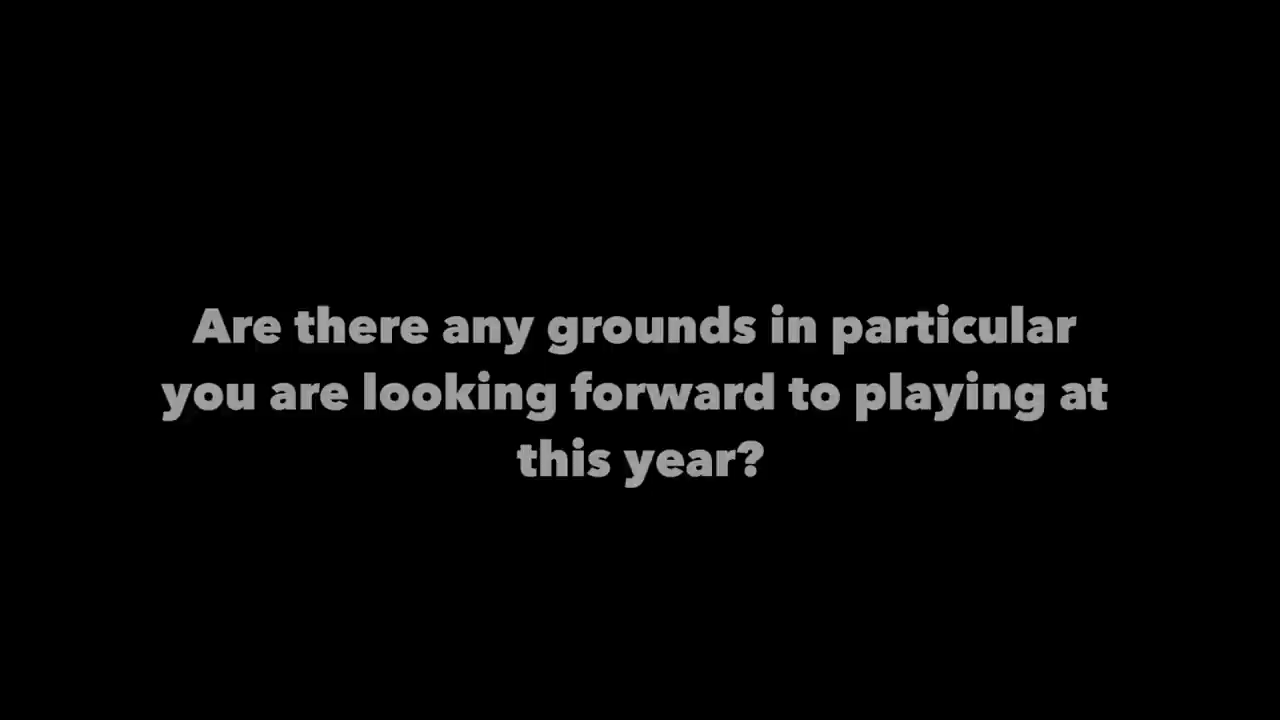 Are there any grounds in particular
you are looking forward to playing at
this year?